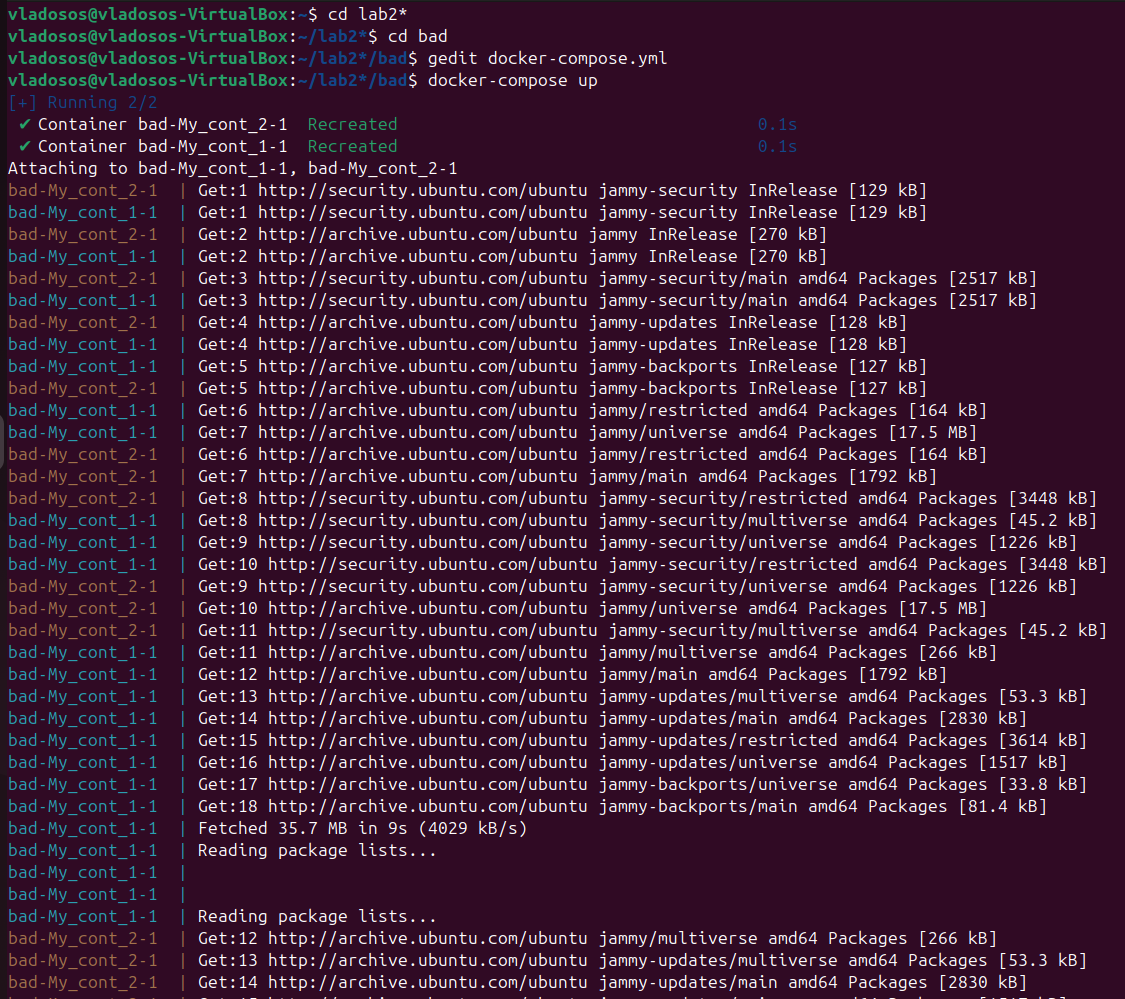 vladosos@vladosos-VirtualBox:~$ cd lab2*
vladosos@vladosos-VirtualBox:~/lab2*$ cd bad
vladosos@vladosos-VirtualBox:~/lab2*/bad$ gedit docker-compose.yml
vladosos@vladosos-VirtualBox:~/lab2*/bad$ docker-compose up
[+] Running 2/2
✔ Container bad-My_cont_2-1  Recreated 0.1s
✔ Container bad-My_cont_1-1  Recreated 0.1s
Attaching to bad-My_cont_1-1, bad-My_cont_2-1
bad-My_cont_2-1  | Get:1 http://security.ubuntu.com/ubuntu jammy-security InRelease [129 kB]
bad-My_cont_1-1  | Get:1 http://security.ubuntu.com/ubuntu jammy-security InRelease [129 kB]
bad-My_cont_2-1  | Get:2 http://archive.ubuntu.com/ubuntu jammy InRelease [270 kB]
bad-My_cont_1-1  | Get:2 http://archive.ubuntu.com/ubuntu jammy InRelease [270 kB]
bad-My_cont_2-1  | Get:3 http://security.ubuntu.com/ubuntu jammy-security/main amd64 Packages [2517 kB]
bad-My_cont_1-1  | Get:3 http://security.ubuntu.com/ubuntu jammy-security/main amd64 Packages [2517 kB]
bad-My_cont_2-1  | Get:4 http://archive.ubuntu.com/ubuntu jammy-updates InRelease [128 kB]
bad-My_cont_1-1  | Get:4 http://archive.ubuntu.com/ubuntu jammy-updates InRelease [128 kB]
bad-My_cont_1-1  | Get:5 http://archive.ubuntu.com/ubuntu jammy-backports InRelease [127 kB]
bad-My_cont_2-1  | Get:5 http://archive.ubuntu.com/ubuntu jammy-backports InRelease [127 kB]
bad-My_cont_1-1  | Get:6 http://archive.ubuntu.com/ubuntu jammy/restricted amd64 Packages [164 kB]
bad-My_cont_1-1  | Get:7 http://archive.ubuntu.com/ubuntu jammy/universe amd64 Packages [17.5 MB]
bad-My_cont_2-1  | Get:6 http://archive.ubuntu.com/ubuntu jammy/restricted amd64 Packages [164 kB]
bad-My_cont_2-1  | Get:7 http://archive.ubuntu.com/ubuntu jammy/main amd64 Packages [1792 kB]
bad-My_cont_2-1  | Get:8 http://security.ubuntu.com/ubuntu jammy-security/restricted amd64 Packages [3448 kB]
bad-My_cont_1-1  | Get:8 http://security.ubuntu.com/ubuntu jammy-security/multiverse amd64 Packages [45.2 kB]
bad-My_cont_1-1  | Get:9 http://security.ubuntu.com/ubuntu jammy-security/universe amd64 Packages [1226 kB]
bad-My_cont_1-1  | Get:10 http://security.ubuntu.com/ubuntu jammy-security/restricted amd64 Packages [3448 kB]
bad-My_cont_2-1  | Get:9 http://security.ubuntu.com/ubuntu jammy-security/universe amd64 Packages [1226 kB]
bad-My_cont_2-1  | Get:10 http://archive.ubuntu.com/ubuntu jammy/universe amd64 Packages [17.5 MB]
bad-My_cont_2-1  | Get:11 http://security.ubuntu.com/ubuntu jammy-security/multiverse amd64 Packages [45.2 kB]
bad-My_cont_1-1  | Get:11 http://archive.ubuntu.com/ubuntu jammy/multiverse amd64 Packages [266 kB]
bad-My_cont_1-1  | Get:12 http://archive.ubuntu.com/ubuntu jammy/main amd64 Packages [1792 kB]
bad-My_cont_1-1  | Get:13 http://archive.ubuntu.com/ubuntu jammy-updates/multiverse amd64 Packages [53.3 kB]
bad-My_cont_1-1  | Get:14 http://archive.ubuntu.com/ubuntu jammy-updates/main amd64 Packages [2830 kB]
bad-My_cont_1-1  | Get:15 http://archive.ubuntu.com/ubuntu jammy-updates/restricted amd64 Packages [3614 kB]
bad-My_cont_1-1  | Get:16 http://archive.ubuntu.com/ubuntu jammy-updates/universe amd64 Packages [1517 kB]
bad-My_cont_1-1  | Get:17 http://archive.ubuntu.com/ubuntu jammy-backports/universe amd64 Packages [33.8 kB]
bad-My_cont_1-1  | Get:18 http://archive.ubuntu.com/ubuntu jammy-backports/main amd64 Packages [81.4 kB]
bad-My_cont_1-1  | Fetched 35.7 MB in 9s (4029 kB/s)
bad-My_cont_1-1  | Reading package lists...
bad-My_cont_1-1  |
bad-My_cont_1-1  |
bad-My_cont_1-1  | Reading package lists...
bad-My_cont_2-1  | Get:12 http://archive.ubuntu.com/ubuntu jammy/multiverse amd64 Packages [266 kB]
bad-My_cont_2-1  | Get:13 http://archive.ubuntu.com/ubuntu jammy-updates/multiverse amd64 Packages [53.3 kB]
bad-My_cont_2-1  | Get:14 http://archive.ubuntu.com/ubuntu jammy-updates/main amd64 Packages [2830 kB]